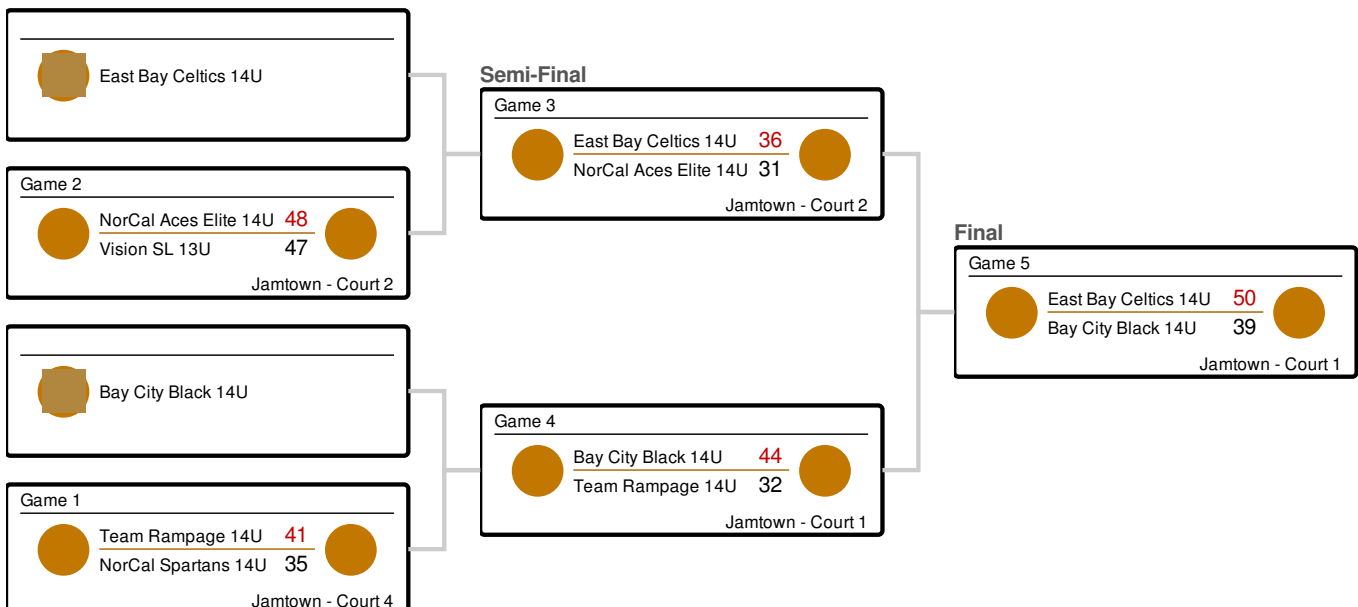 East Bay Celtics 14U
Game 2
NorCal Aces Elite 14U 48
Vision SL 13U 47
Jamtown - Court 2
Bay City Black 14U
Game 1
Team Rampage 14U 41
NorCal Spartans 14U 35
Jamtown - Court 4
Semi-Final
Game 3
East Bay Celtics 14U 36
NorCal Aces Elite 14U 31
Jamtown - Court 2
Game 4
Bay City Black 14U 44
Team Rampage 14U 32
Jamtown - Court 1
Final
Game 5
East Bay Celtics 14U 50
Bay City Black 14U 39
Jamtown - Court 1